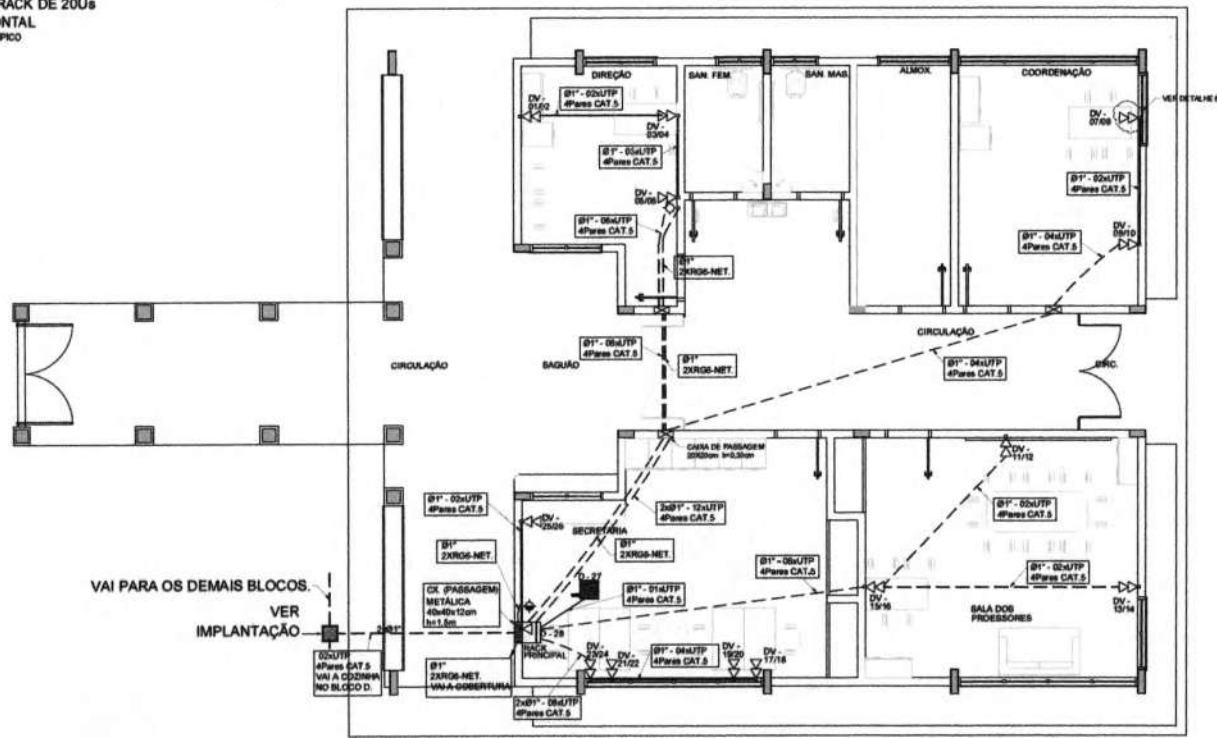 RACK DE 20Us
DIREÇÃO
SAN. FEM.
SAN. MAS.
ALMOX.
COORDENAÇÃO
DV -
01/02
Ø1" - 02xUTP
4Pares CAT.5
DV -
03/04
Ø1" - 03xUTP
4Pares CAT.5
DV -
05/06
Ø1" - 06xUTP
4Pares CAT.5
Ø1"
2XRG6-NET.
DV -
07/08
VER DETALHE
Ø1" - 02xUTP
4Pares CAT.5
DV -
09/10
Ø1" - 04xUTP
4Pares CAT.5
CIRCULAÇÃO
SAGUÃO
Ø1" - 06xUTP
4Pares CAT.5
Ø1"
2XRG6-NET.
CIRCULAÇÃO
Ø1" - 04xUTP
4Pares CAT.5
CIRC.
CAIXA DE PASSAGEM
20X20cm h=0,30cm
DV -
11/12
Ø1" - 02xUTP
4Pares CAT.5
DV -
25/26
2xØ1" - 12xUTP
4Pares CAT.5
SECRETARIA
Ø1"
2XRG6-NET.
Ø1" - 02xUTP
4Pares CAT.5
Ø1"
2XRG6-NET.
Ø1" - 06xUTP
4Pares CAT.5
Ø1" - 02xUTP
4Pares CAT.5
VAI PARA OS DEMAIS BLOCOS.
CX. (PASSAGEM)
METÁLICA
40x40x12cm
h=1.5m
D - 27
Ø1" - 01xUTP
4Pares CAT.5
DV -
15/16
DV -
13/14
SALA DOS
PROESSORES
VER
IMPLANTAÇÃO
2xØ1"
D - 28
RACK
PRINCIPAL
02xUTP
4Pares CAT.5
VAI A COZINHA
NO BLOCO D.
Ø1"
2XRG6-NET.
VAI A COBERTURA
DV -
23/24
DV -
21/22
Ø1" - 04xUTP
4Pares CAT.5
DV -
19/20
DV -
17/18
2xØ1" - 08xUTP
4Pares CAT.5